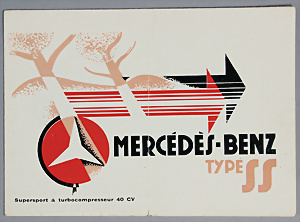 MERCÉDÈS-BENZ
TYPE SS
Supersport à turbocompresseur 40 CV